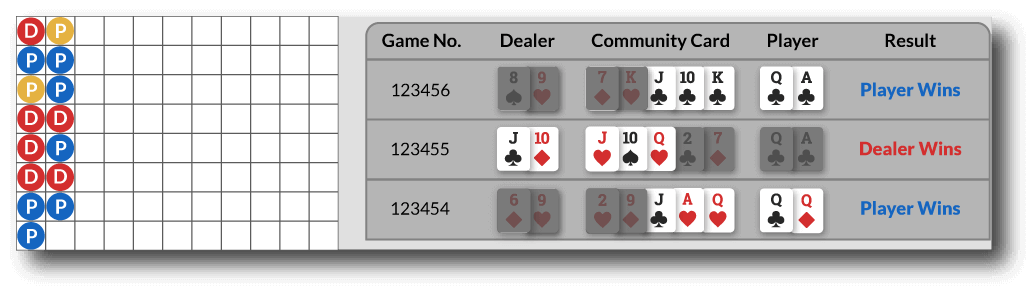 D P
P P
P P
D D
D P
D D
P P
P
Game No. Dealer Community Card Player Result
123456 8 9 7 K J 10 K Q A Player Wins
123455 J 10 J 10 Q 2 7 Q A Dealer Wins
123454 6 9 2 9 J A Q Q Q Player Wins